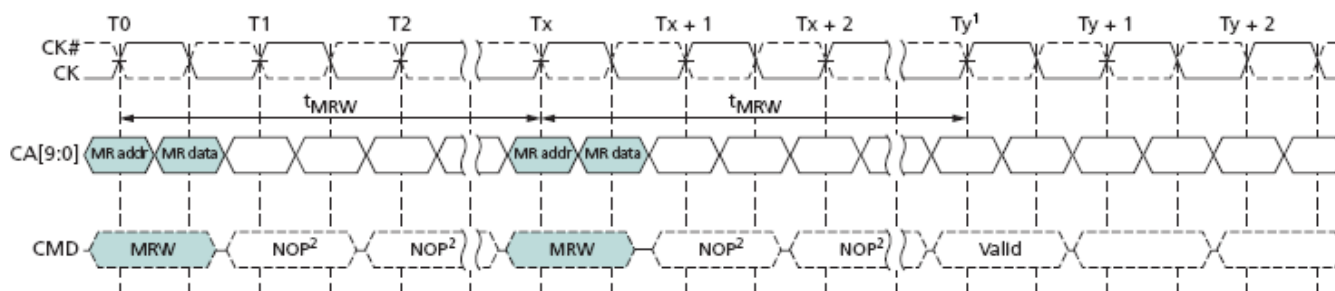 T0 T1 T2 Tx Tx + 1 Tx + 2 Ty¹ Ty + 1 Ty + 2
CK#
CK
tMRW tMRW
CA[9:0] MR addr MR data MR addr MR data
CMD MRW NOP² NOP² MRW NOP² NOP² Valid